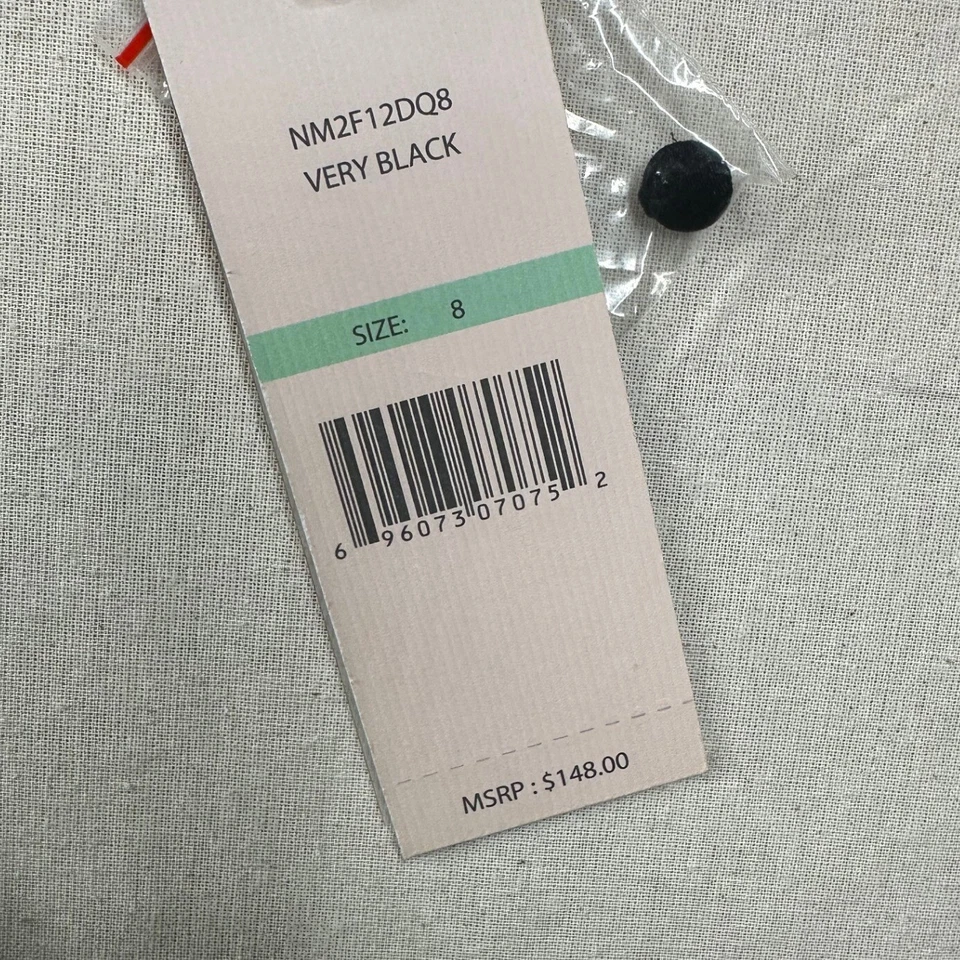 NM2F12DQ8
VERY BLACK
SIZE: 8
6 96073 07075 2
MSRP : $148.00